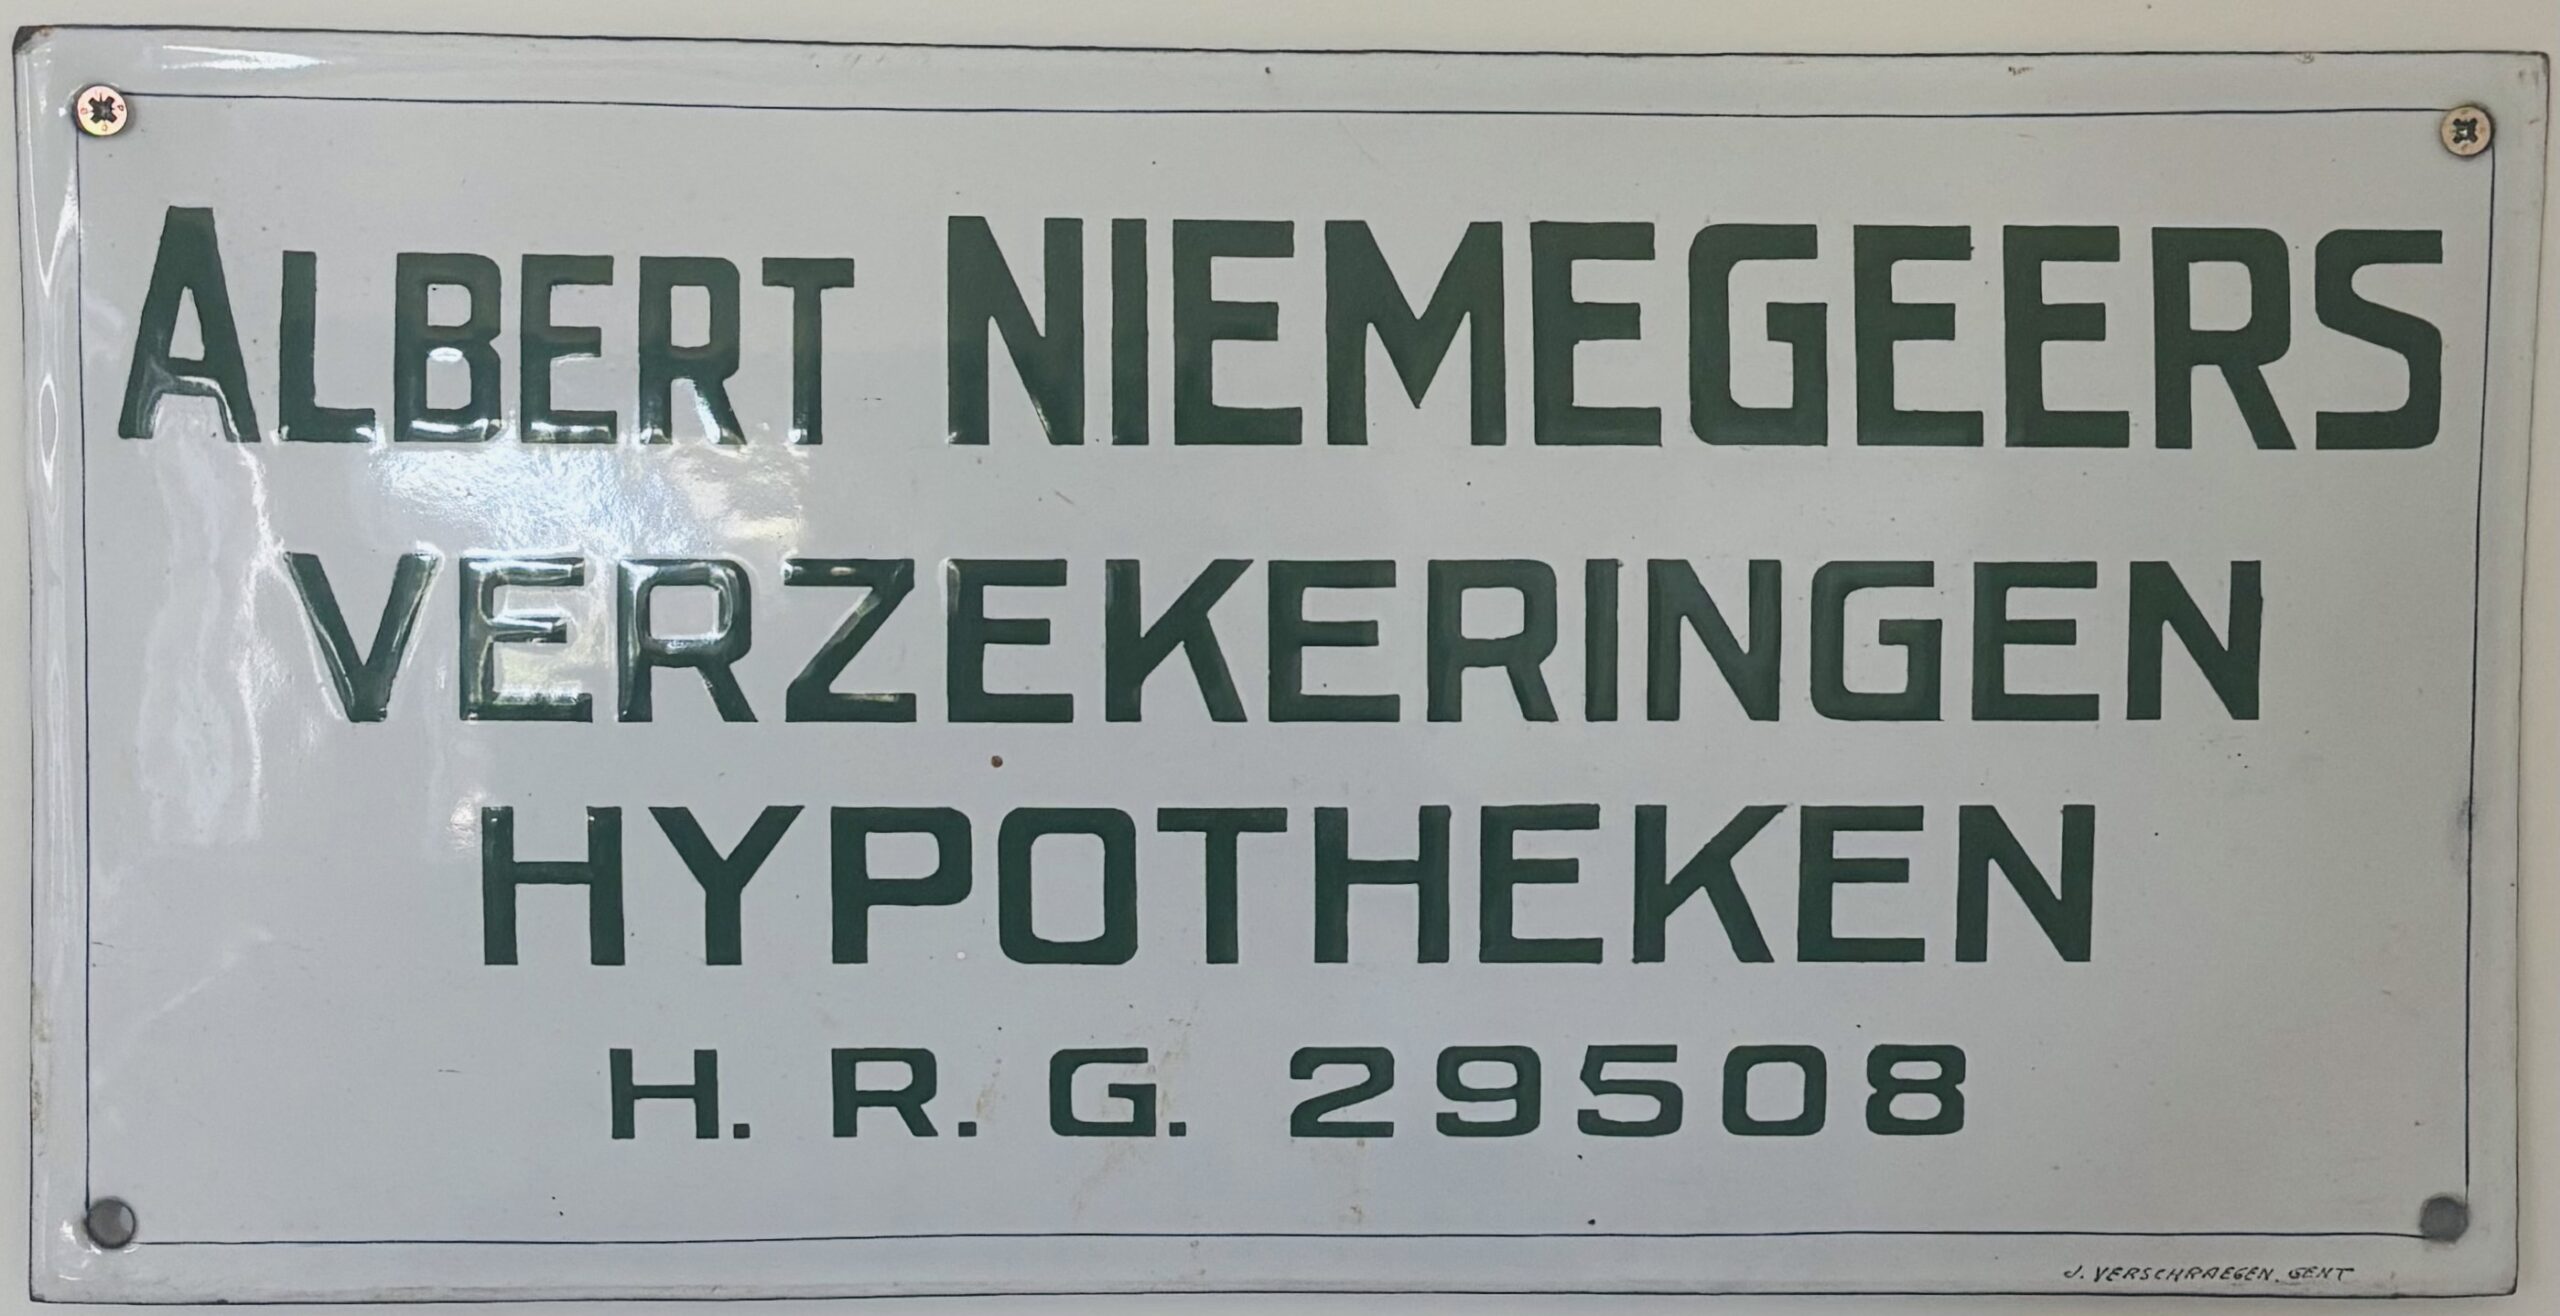 ALBERT NIEMEGEERS
VERZEKERINGEN
HYPOTHEKEN
H. R. G. 29508
J. VERSCHRAEGEN. GENT